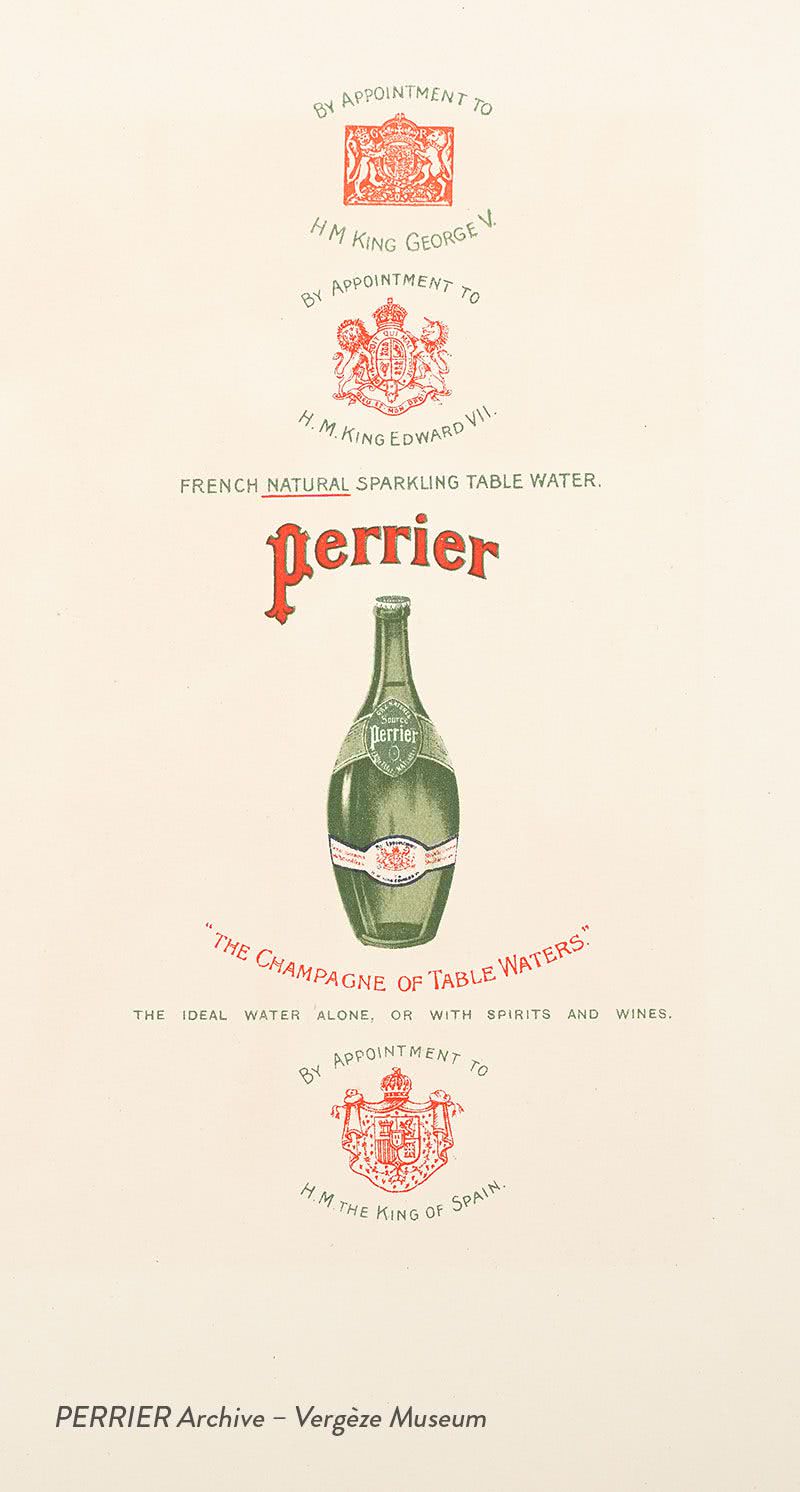 By Appointment to
G R
H M King George V.
By Appointment to
H. M. King Edward VII.
FRENCH NATURAL SPARKLING TABLE WATER.
Perrier
Source
Perrier
"The Champagne of Table Waters."
THE IDEAL WATER ALONE, OR WITH SPIRITS AND WINES.
By Appointment to
H. M. the King of Spain.
PERRIER Archive – Vergèze Museum